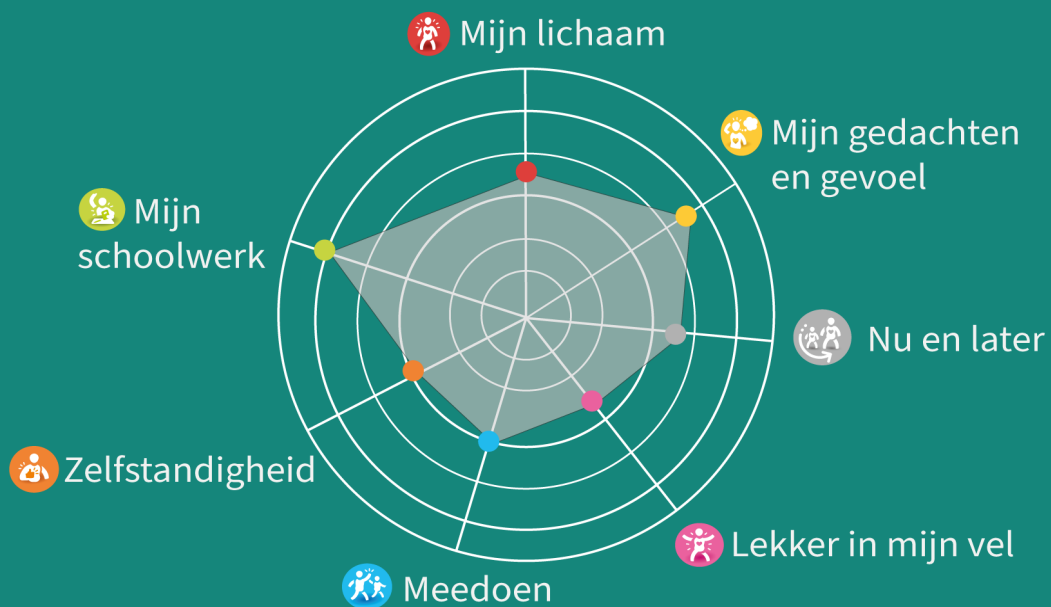 Mijn lichaam
Mijn gedachten
en gevoel
Nu en later
Lekker in mijn vel
Meedoen
Zelfstandigheid
Mijn
schoolwerk